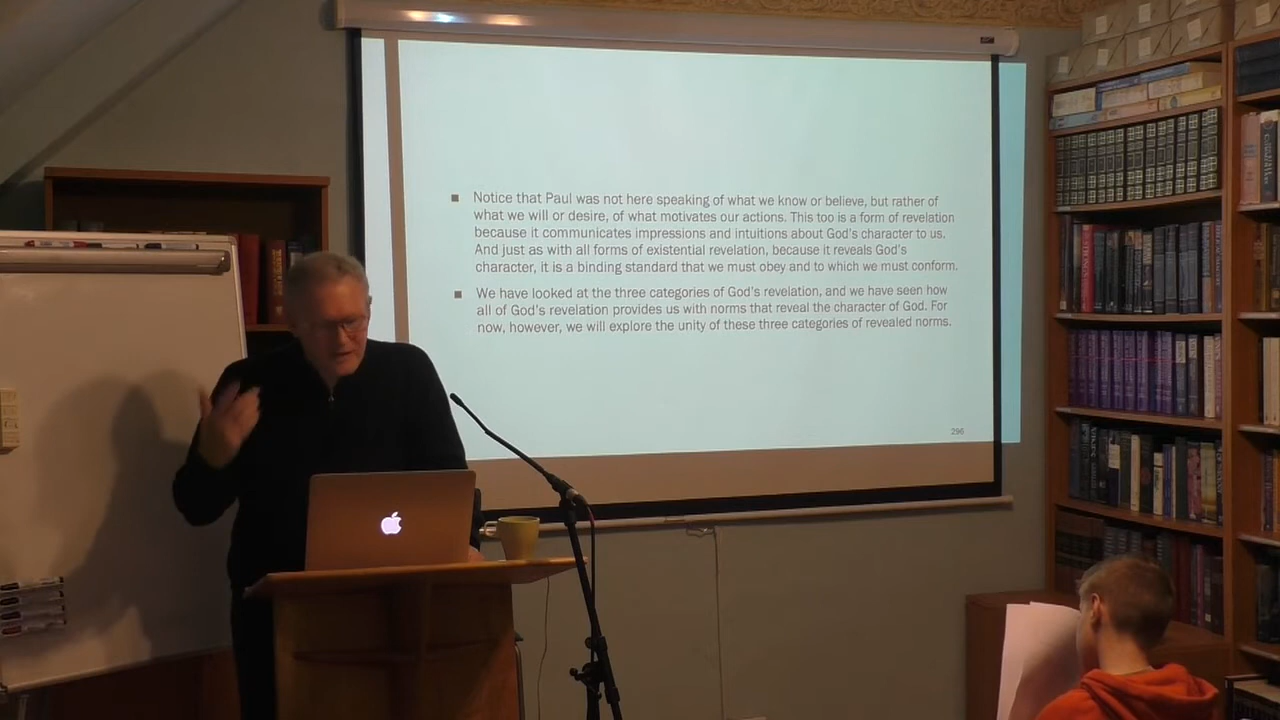 ■ Notice that Paul was not here speaking of what we know or believe, but rather of
what we will or desire, of what motivates our actions. This too is a form of revelation
because it communicates impressions and intuitions about God's character to us.
And just as with all forms of existential revelation, because it reveals God's
character, it is a binding standard that we must obey and to which we must conform.
■ We have looked at the three categories of God's revelation, and we have seen how
all of God's revelation provides us with norms that reveal the character of God. For
now, however, we will explore the unity of these three categories of revealed norms.
296